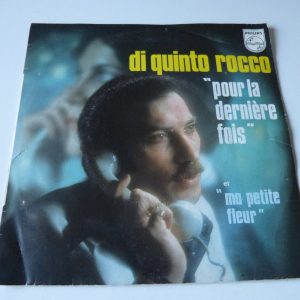 PHILIPS
di quinto rocco
"pour la
dernière
fois"
et
"ma petite
fleur"